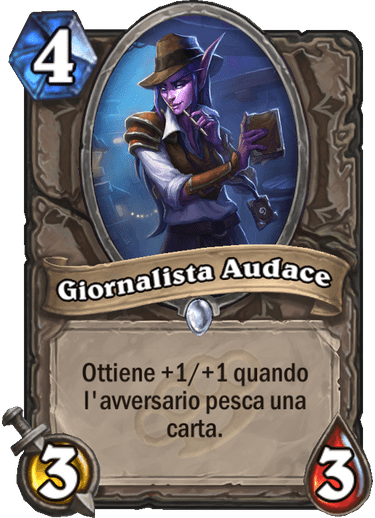 4
Giornalista Audace
Ottiene +1/+1 quando
l'avversario pesca una
carta.
3
3